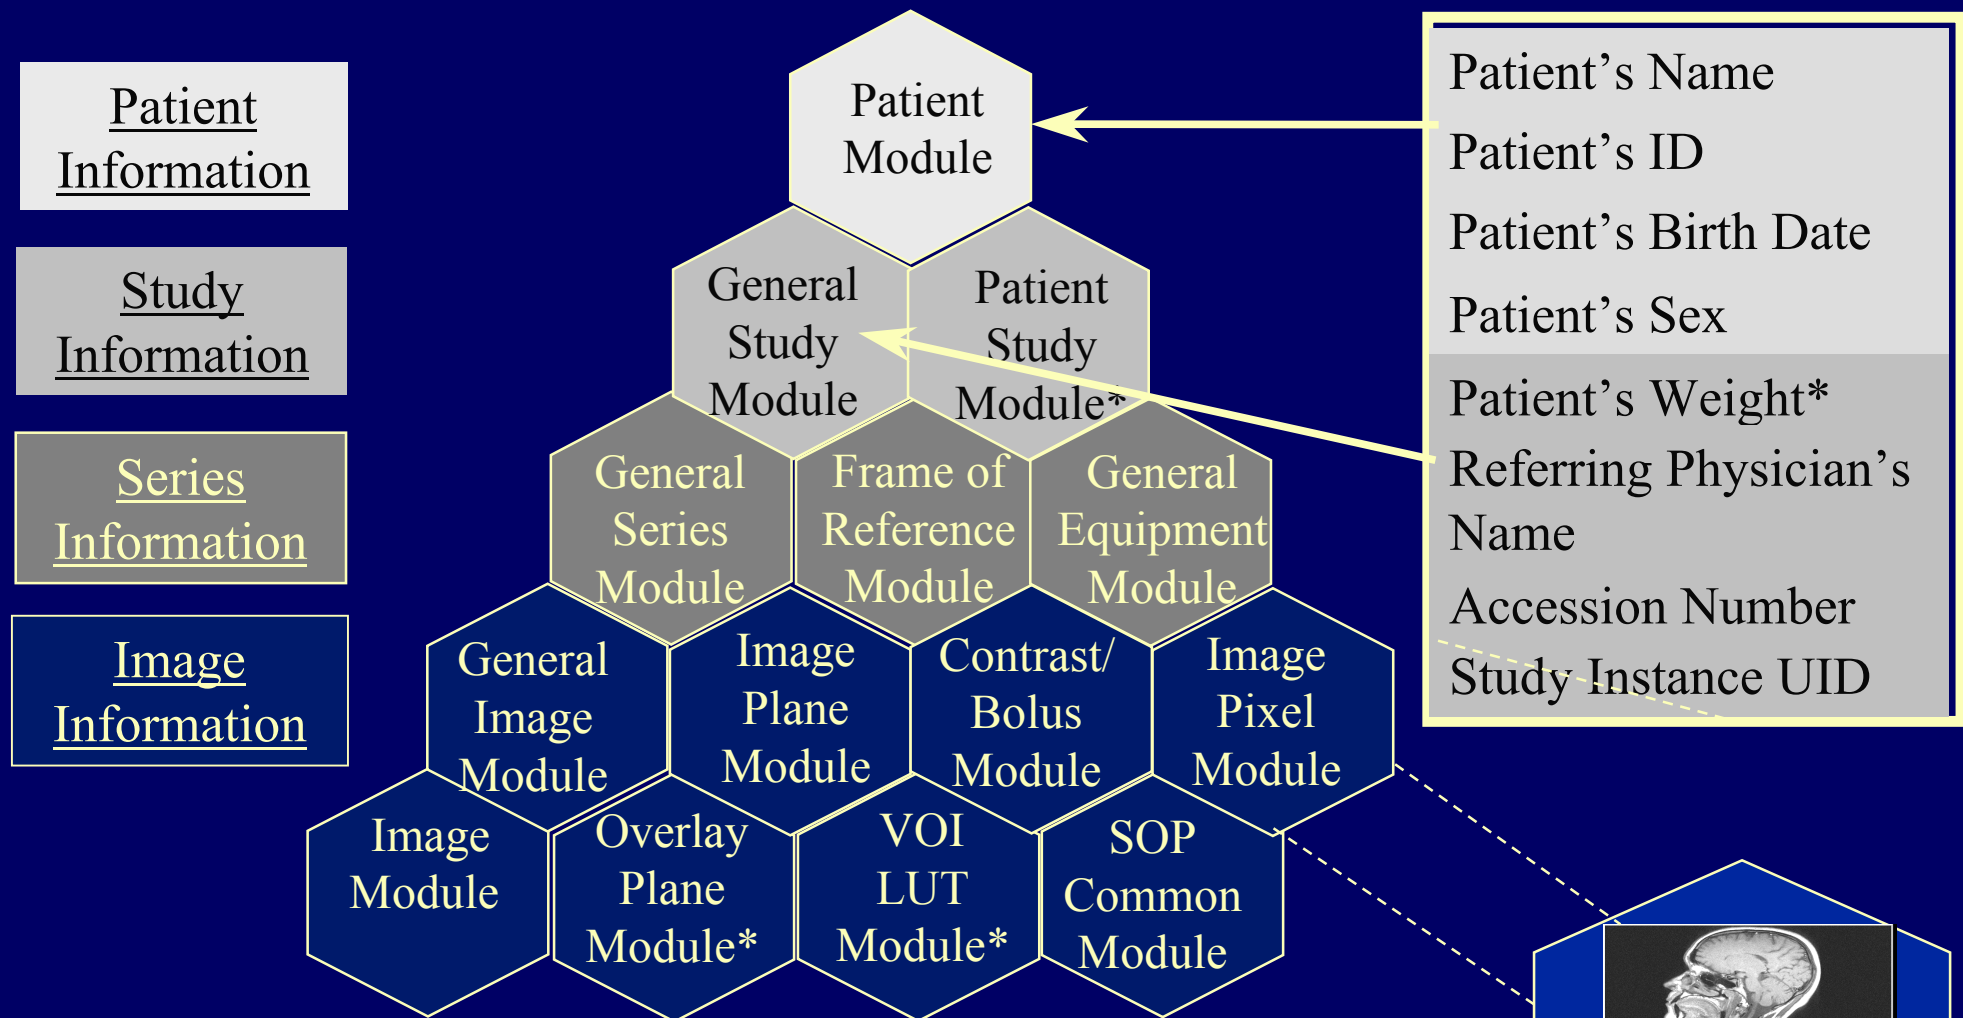 Patient
Information
Study
Information
Series
Information
Image
Information
Patient
Module
General
Study
Module
Patient
Study
Module*
General
Series
Module
Frame of
Reference
Module
General
Equipment
Module
General
Image
Module
Image
Plane
Module
Contrast/
Bolus
Module
Image
Pixel
Module
Image
Module
Overlay
Plane
Module*
VOI
LUT
Module*
SOP
Common
Module
Patient’s Name
Patient’s ID
Patient’s Birth Date
Patient’s Sex
Patient’s Weight*
Referring Physician’s
Name
Accession Number
Study Instance UID